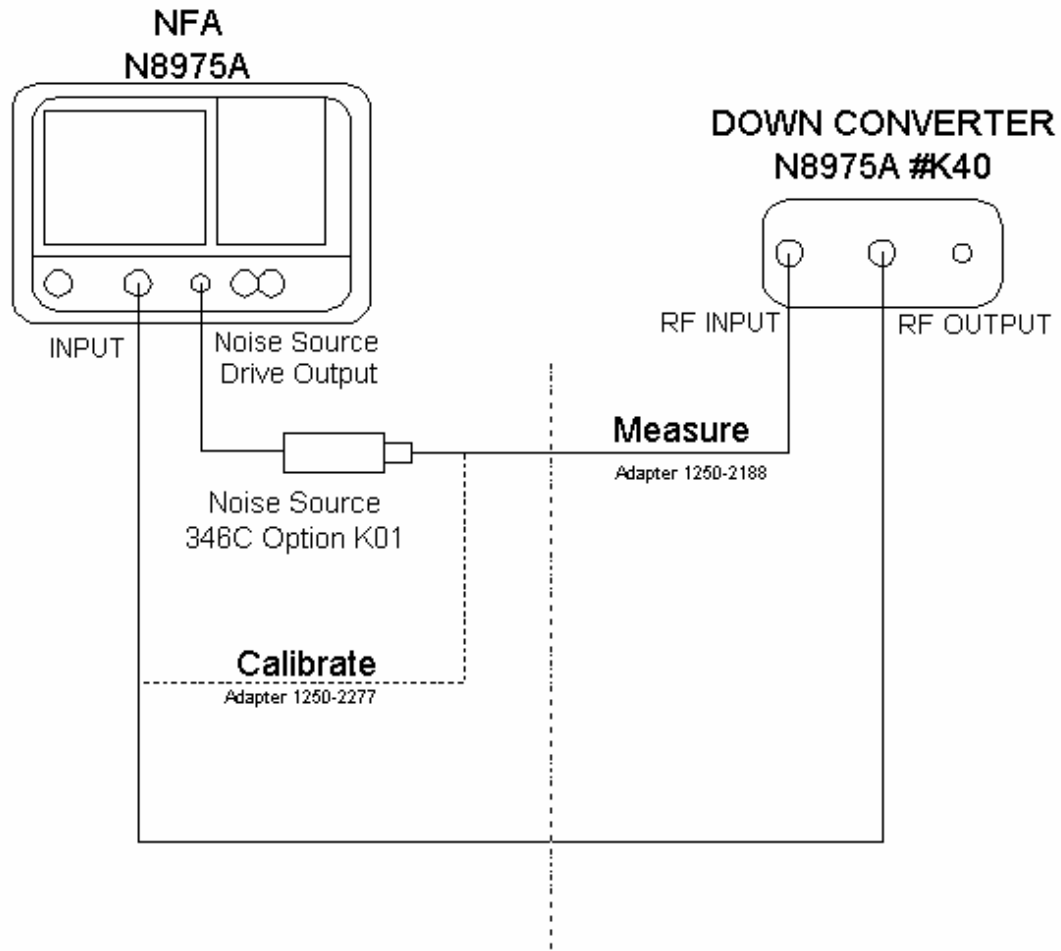 NFA
N8975A
DOWN CONVERTER
N8975A #K40
RF INPUT
RF OUTPUT
INPUT
Noise Source
Drive Output
Measure
Adapter 1250-2188
Noise Source
346C Option K01
Calibrate
Adapter 1250-2277